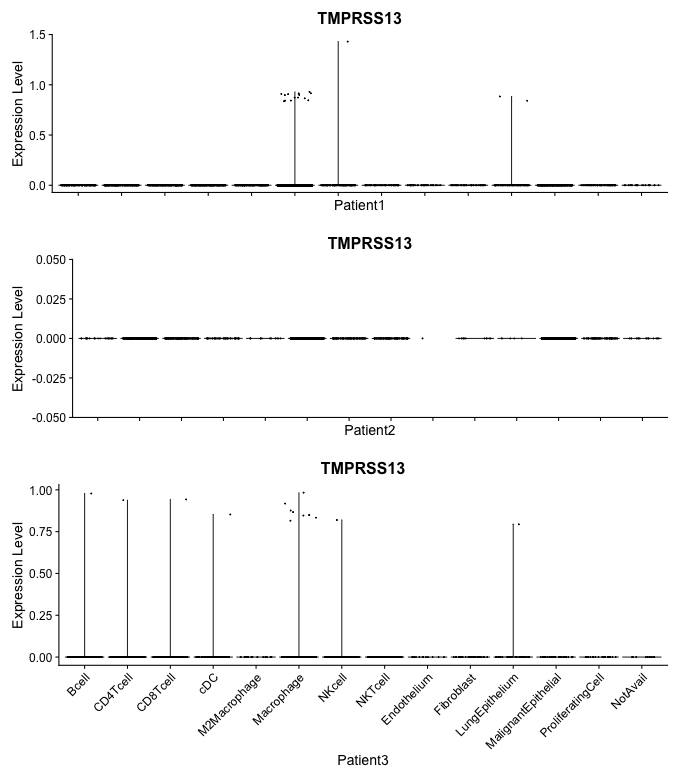 TMPRSS13
Expression Level
1.5
1.0
0.5
0.0
Patient1
TMPRSS13
Expression Level
0.050
0.025
0.000
-0.025
-0.050
Patient2
TMPRSS13
Expression Level
1.00
0.75
0.50
0.25
0.00
Bcell
CD4Tcell
CD8Tcell
cDC
M2Macrophage
Macrophage
NKcell
NKTcell
Endothelium
Fibroblast
LungEpithelium
MalignantEpithelial
ProliferatingCell
NotAvail
Patient3